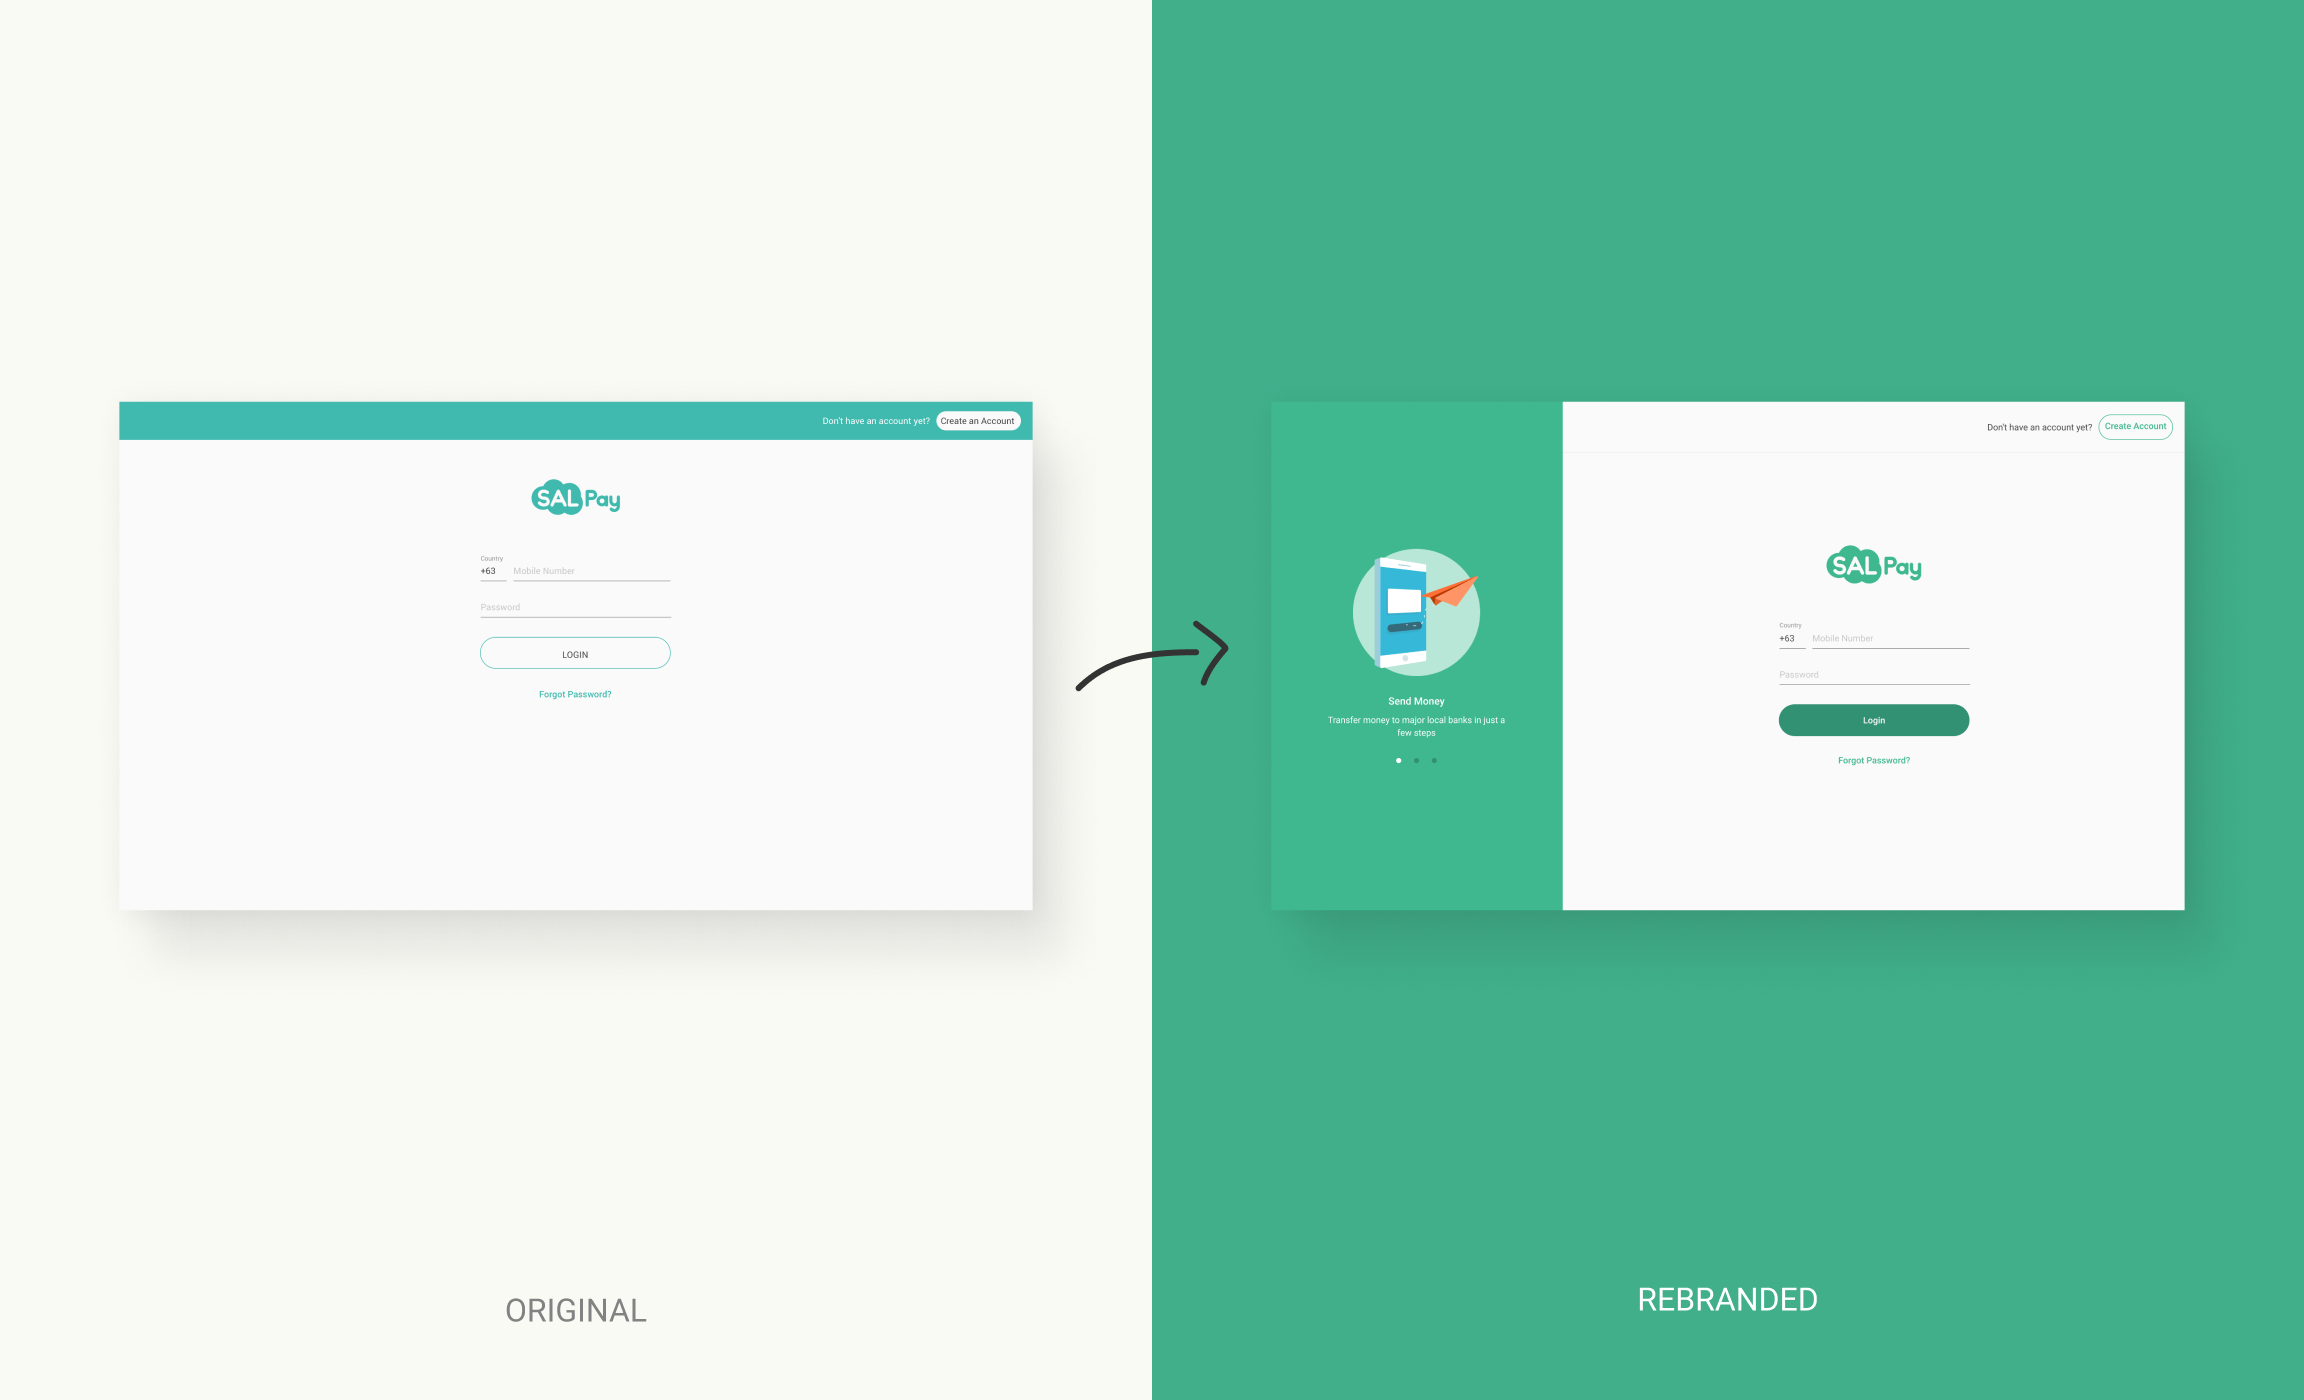 Don't have an account yet? Create an Account
SAL Pay
Country
+63 Mobile Number
Password
LOGIN
Forgot Password?
ORIGINAL
Don't have an account yet? Create Account
Send Money
Transfer money to major local banks in just a
few steps
SAL Pay
Country
+63 Mobile Number
Password
Login
Forgot Password?
REBRANDED